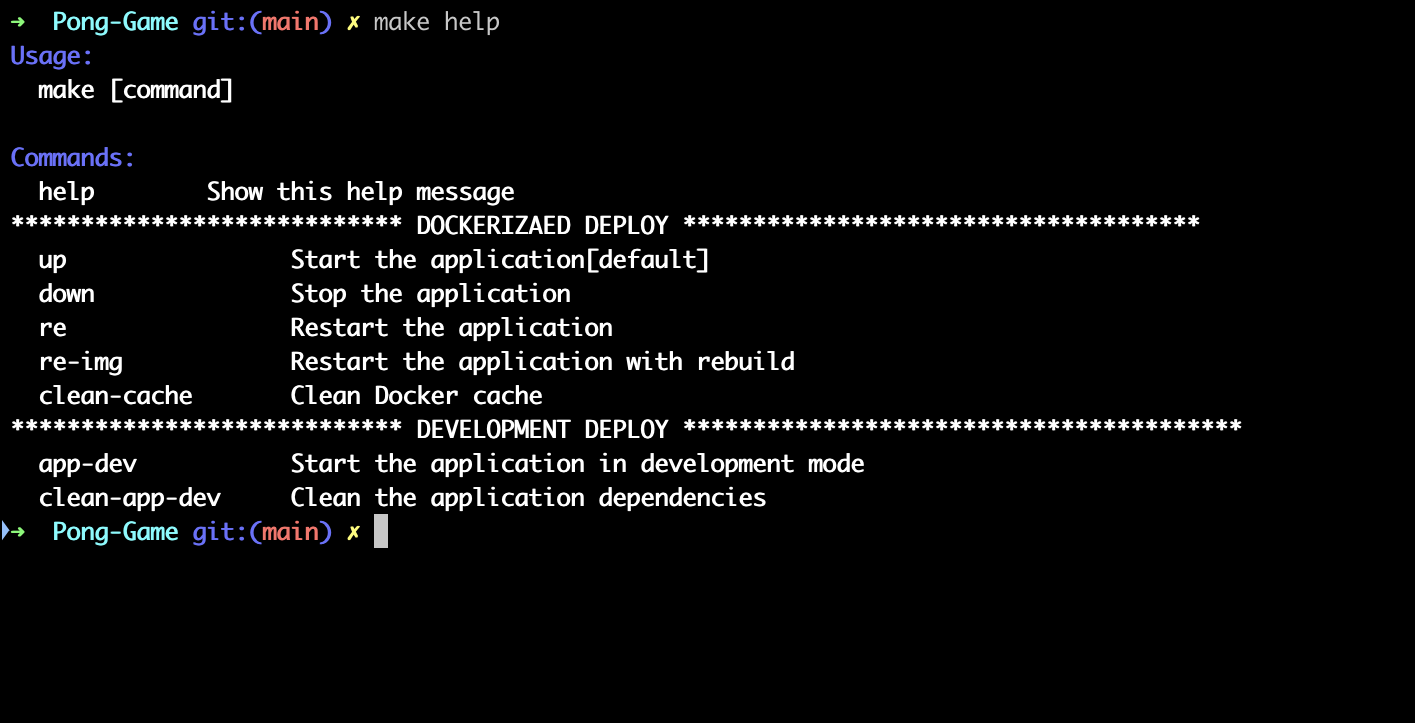 ➜  Pong-Game git:(main) ✗ make help
Usage:
  make [command]

Commands:
  help        Show this help message
**************************** DOCKERIZAED DEPLOY *************************************
  up                Start the application[default]
  down              Stop the application
  re                Restart the application
  re-img            Restart the application with rebuild
  clean-cache       Clean Docker cache
**************************** DEVELOPMENT DEPLOY ****************************************
  app-dev           Start the application in development mode
  clean-app-dev     Clean the application dependencies
➜  Pong-Game git:(main) ✗